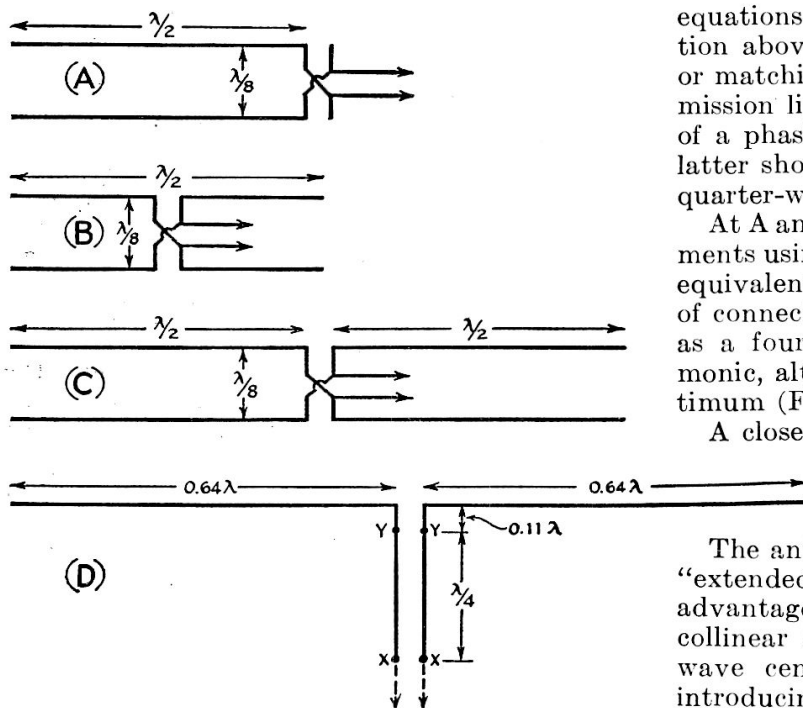 λ/2
(A)
λ/8
λ/2
(B)
λ/8
λ/2
λ/2
(C)
λ/8
0.64λ
0.64λ
Y
Y
0.11λ
(D)
λ/4
X
X
equations
tion above
or matchi
mission li
of a phas
latter sho
quarter-w
At A an
ments usin
equivalen
of connec
as a four
monic, alt
timum (F
A close
The an
“extended
advantage
collinear
wave cen
introducin